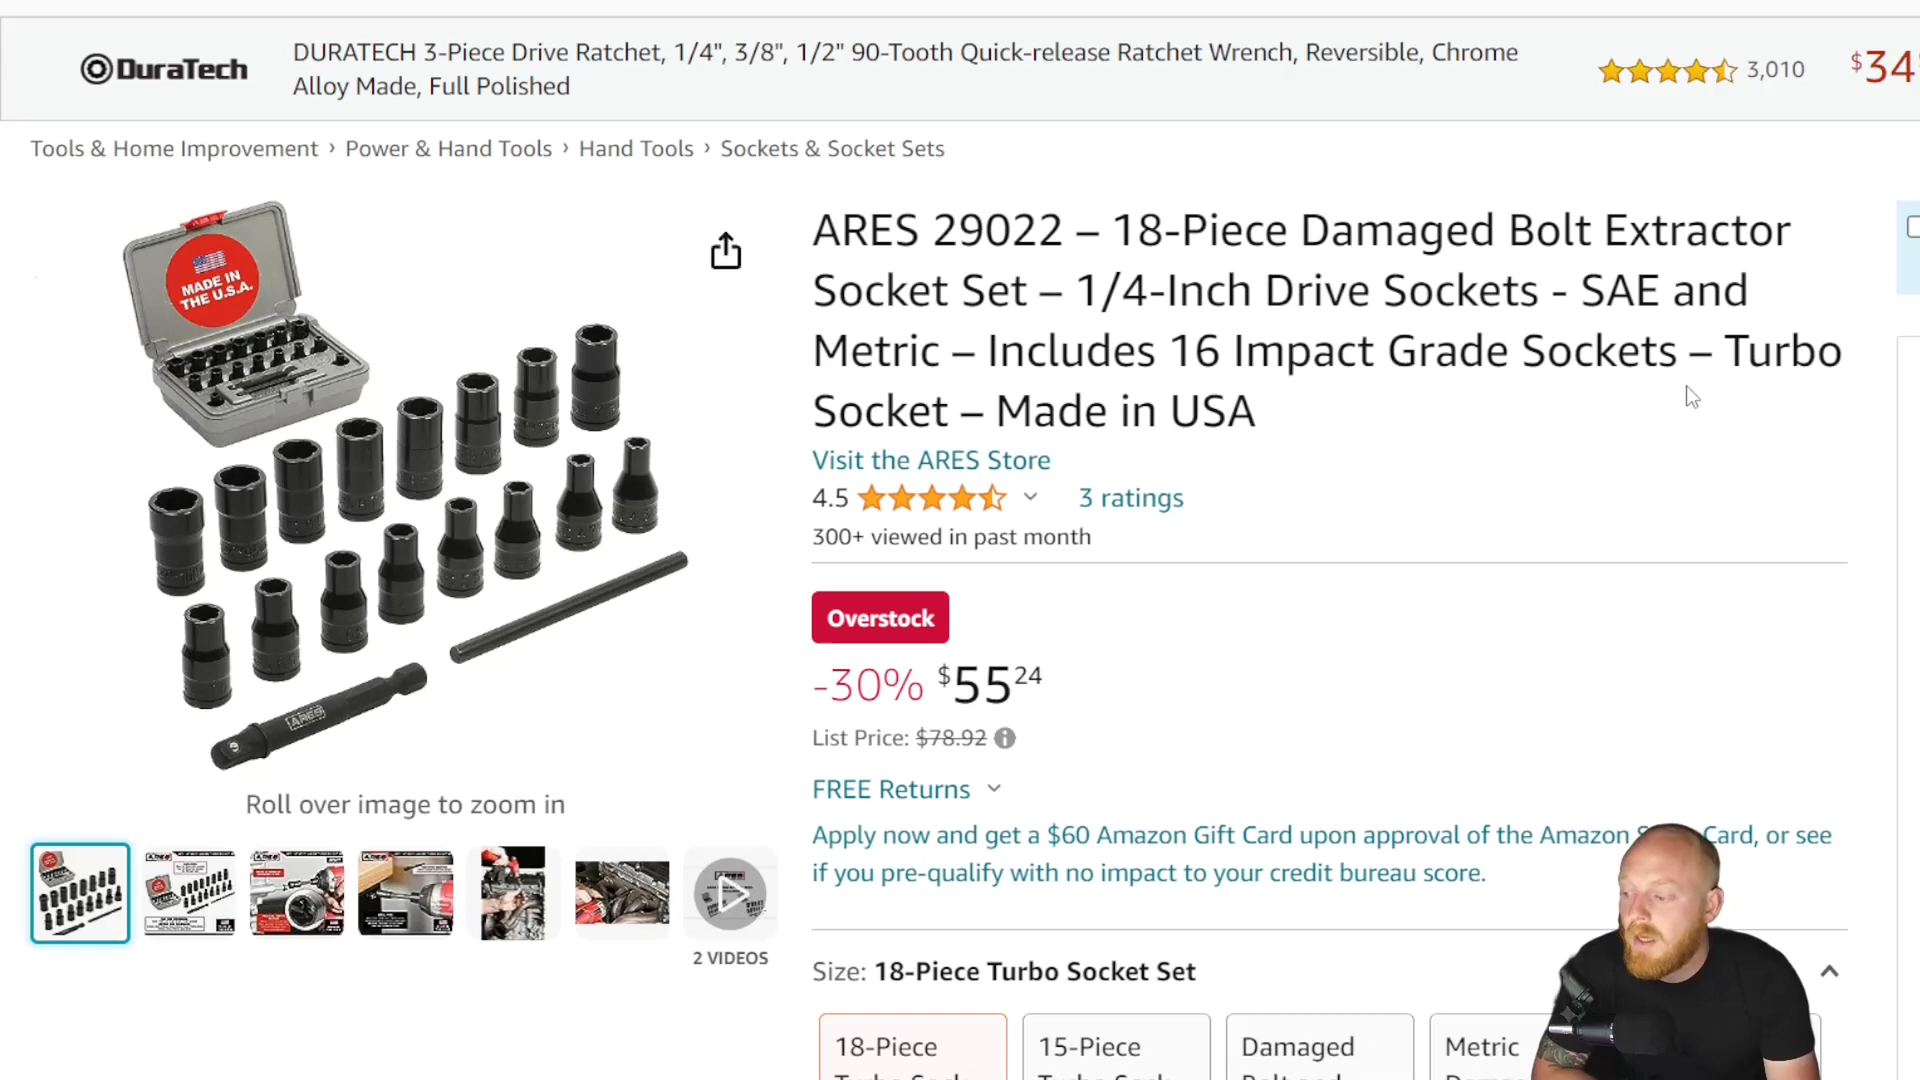 DURATECH
DURATECH 3-Piece Drive Ratchet, 1/4", 3/8", 1/2" 90-Tooth Quick-release Ratchet Wrench, Reversible, Chrome
Alloy Made, Full Polished
3,010
$34
Tools & Home Improvement › Power & Hand Tools › Hand Tools › Sockets & Socket Sets
MADE IN
THE U.S.A.
ARES
Roll over image to zoom in
2 VIDEOS
ARES 29022 – 18-Piece Damaged Bolt Extractor
Socket Set – 1/4-Inch Drive Sockets - SAE and
Metric – Includes 16 Impact Grade Sockets – Turbo
Socket – Made in USA
Visit the ARES Store
4.5
3 ratings
300+ viewed in past month
Overstock
-30% $55 24
List Price: $78.92
FREE Returns
Apply now and get a $60 Amazon Gift Card upon approval of the Amazon Card, or see
if you pre-qualify with no impact to your credit bureau score.
Size: 18-Piece Turbo Socket Set
18-Piece
15-Piece
Damaged
Metric